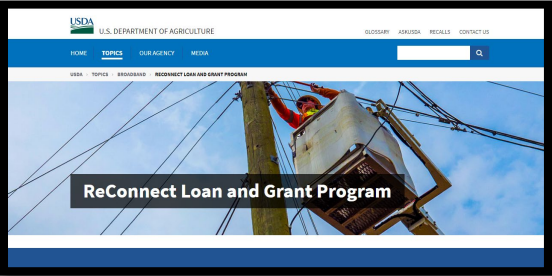 USDA
U.S. DEPARTMENT OF AGRICULTURE
GLOSSARY ASKUSDA RECALLS CONTACT US
HOME TOPICS OUR AGENCY MEDIA
USDA TOPICS BROADBAND RECONNECT LOAN AND GRANT PROGRAM
ReConnect Loan and Grant Program